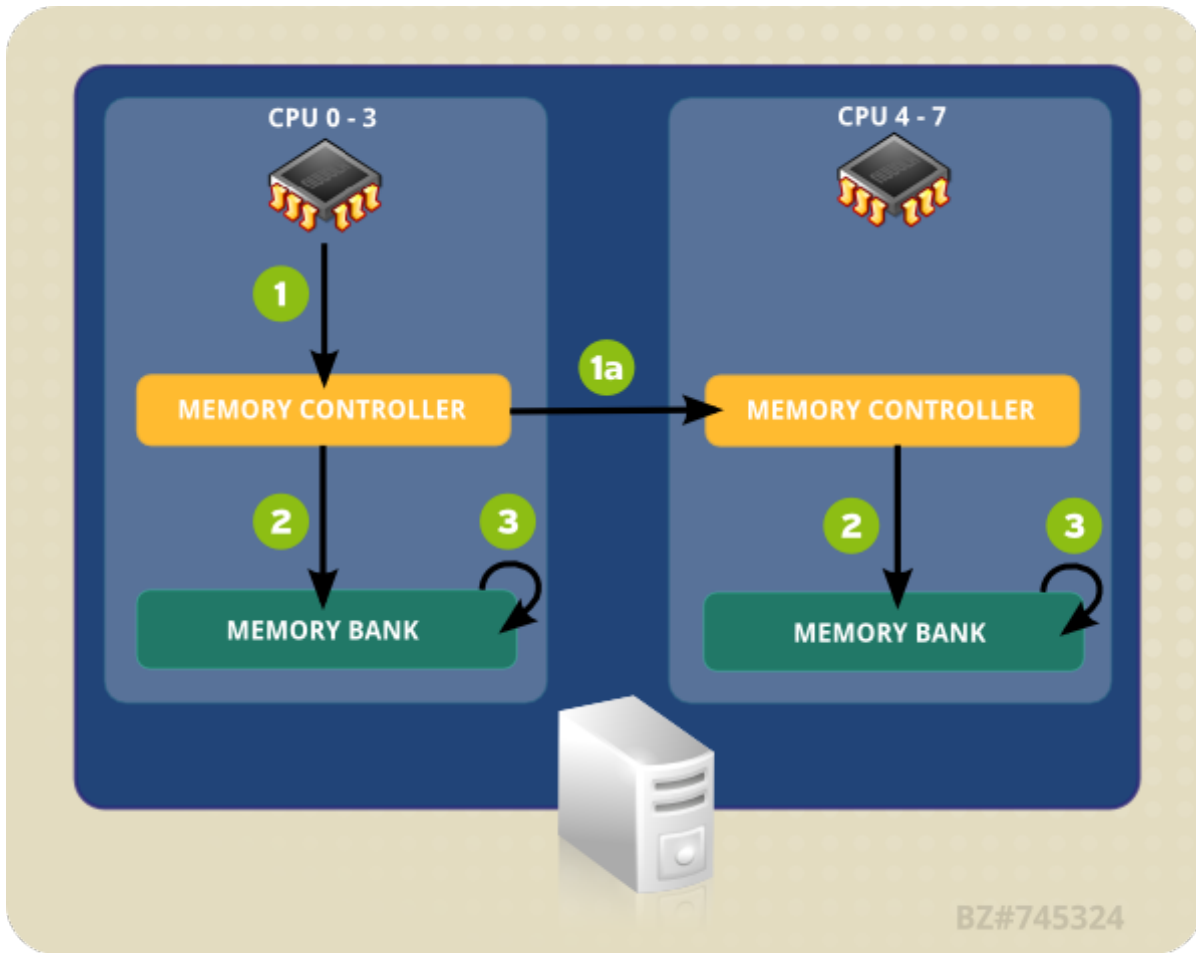 CPU 0 - 3
CPU 4 - 7
1
1a
MEMORY CONTROLLER
MEMORY CONTROLLER
2
3
2
3
MEMORY BANK
MEMORY BANK
BZ#745324